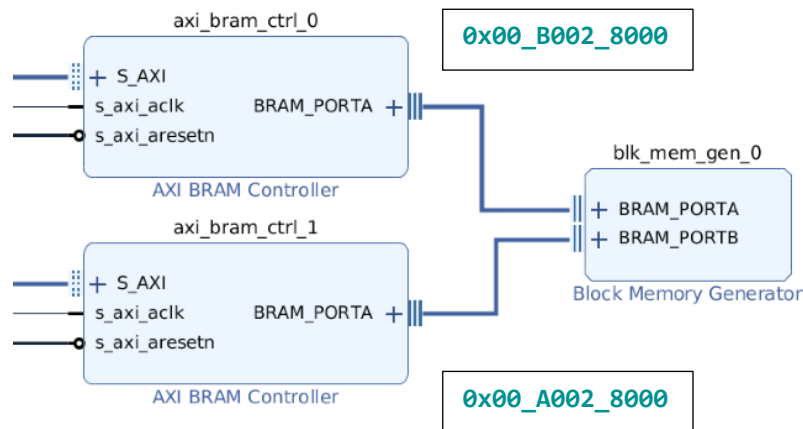 axi_bram_ctrl_0
0x00_B002_8000
S_AXI
s_axi_aclk
BRAM_PORTA
s_axi_aresetn
AXI BRAM Controller
blk_mem_gen_0
BRAM_PORTA
BRAM_PORTB
Block Memory Generator
axi_bram_ctrl_1
S_AXI
s_axi_aclk
BRAM_PORTA
s_axi_aresetn
AXI BRAM Controller
0x00_A002_8000